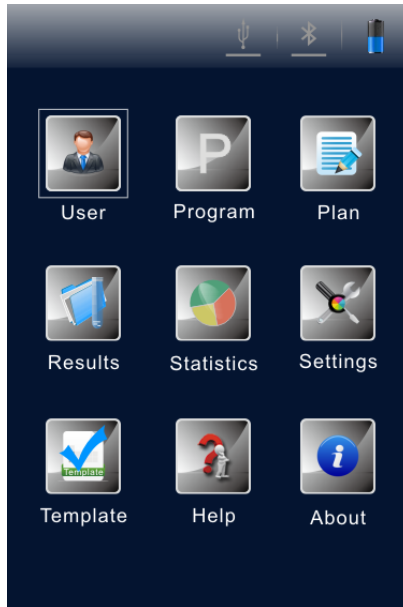 P
User Program Plan
Results Statistics Settings
Template
Template Help About